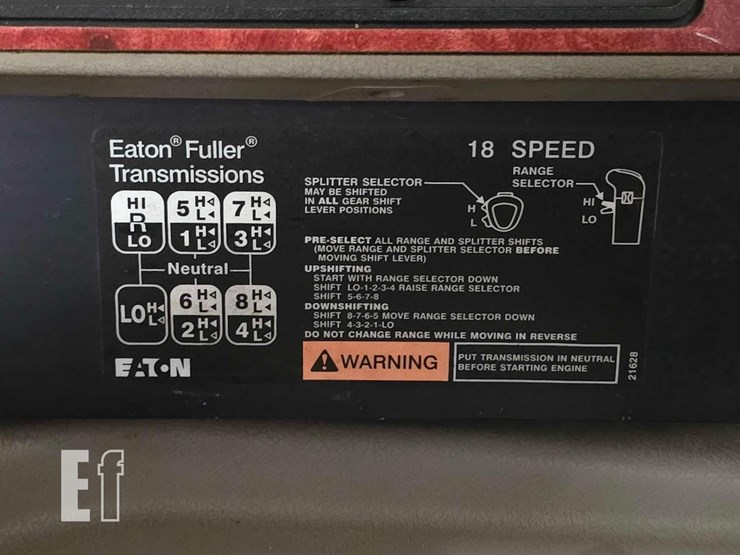 Eaton® Fuller®
Transmissions
18 SPEED
HI
R
LO
5 H
L
7 H
L
1 H
L
3 H
L
Neutral
LO H
L
6 H
L
8 H
L
2 H
L
4 H
L
EATON
SPLITTER SELECTOR
MAY BE SHIFTED
IN ALL GEAR SHIFT
LEVER POSITIONS
H
L
RANGE
SELECTOR
HI
LO
PRE-SELECT ALL RANGE AND SPLITTER SHIFTS
(MOVE RANGE AND SPLITTER SELECTOR BEFORE
MOVING SHIFT LEVER)
UPSHIFTING
START WITH RANGE SELECTOR DOWN
SHIFT LO-1-2-3-4 RAISE RANGE SELECTOR
SHIFT 5-6-7-8
DOWNSHIFTING
SHIFT 8-7-6-5 MOVE RANGE SELECTOR DOWN
SHIFT 4-3-2-1-LO
DO NOT CHANGE RANGE WHILE MOVING IN REVERSE
WARNING
PUT TRANSMISSION IN NEUTRAL
BEFORE STARTING ENGINE
21628
Ef